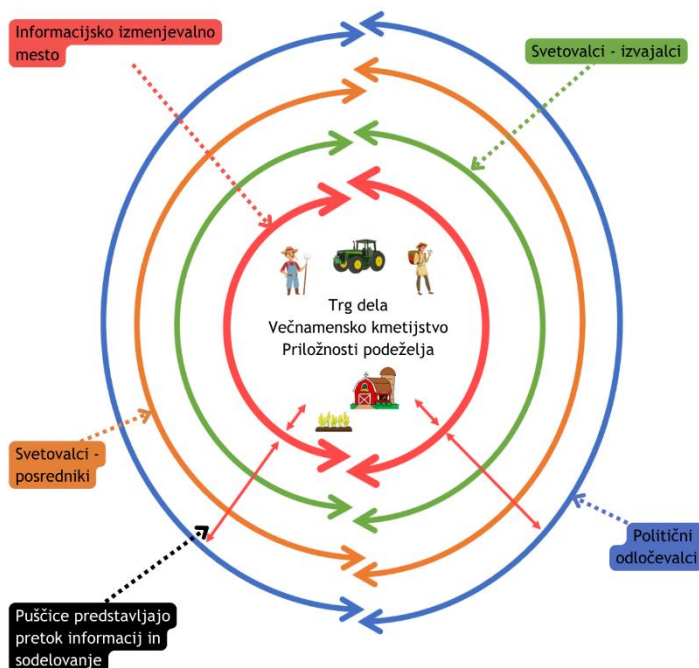 Informacijsko izmenjevalno
mesto
Svetovalci - izvajalci
Trg dela
Večnamensko kmetijstvo
Priložnosti podeželja
Svetovalci -
posredniki
Politični
odločevalci
Puščice predstavljajo
pretok informacij in
sodelovanje